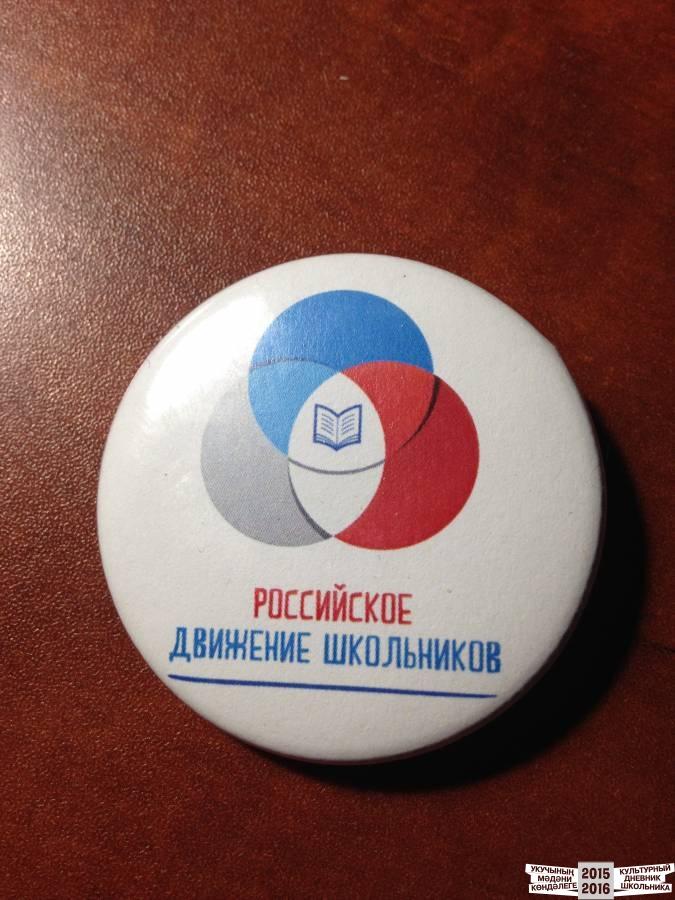 РОССИЙСКОЕ
ДВИЖЕНИЕ ШКОЛЬНИКОВ
УКУЧЫНЫҢ
МӘДӘНИ
КӨНДӘЛЕГЕ
2015
2016
КУЛЬТУРНЫЙ
ДНЕВНИК
ШКОЛЬНИКА